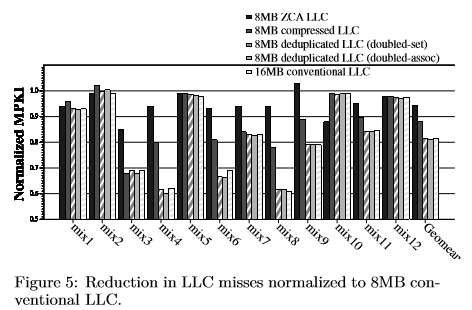 8MB ZCA LLC
8MB compressed LLC
8MB deduplicated LLC (doubled-set)
8MB deduplicated LLC (doubled-assoc)
16MB conventional LLC
Normalized MPKI
1.0
0.9
0.8
0.7
0.6
0.5
mix1
mix2
mix3
mix4
mix5
mix6
mix7
mix8
mix9
mix10
mix11
mix12
Geomean
Figure 5: Reduction in LLC misses normalized to 8MB con-
ventional LLC.